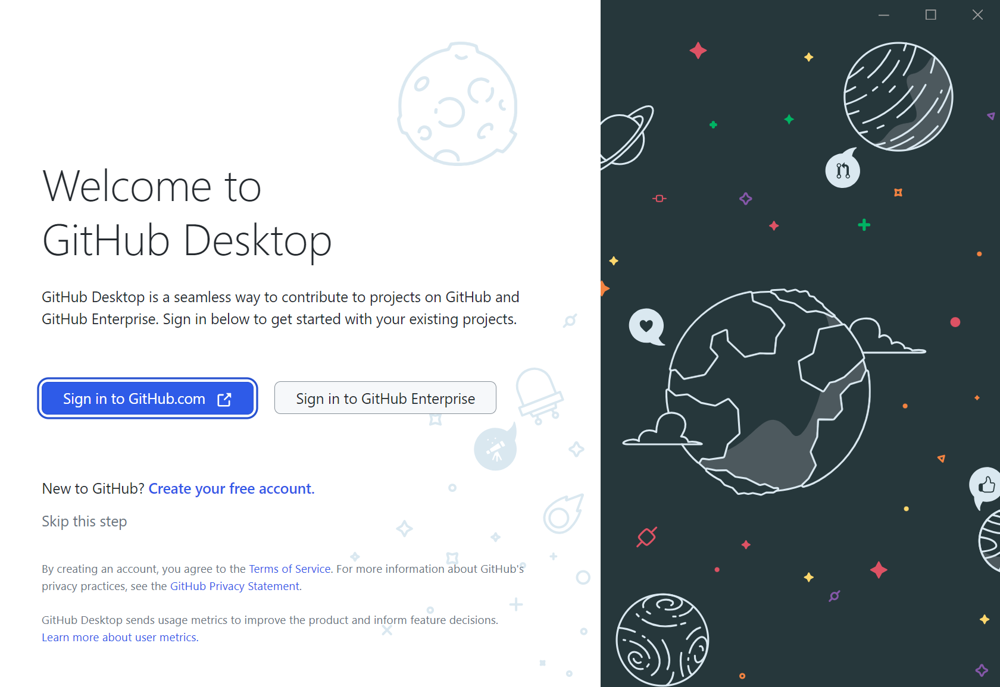 Welcome to
GitHub Desktop
GitHub Desktop is a seamless way to contribute to projects on GitHub and
GitHub Enterprise. Sign in below to get started with your existing projects.
Sign in to GitHub.com
Sign in to GitHub Enterprise
New to GitHub? Create your free account.
Skip this step
By creating an account, you agree to the Terms of Service. For more information about GitHub's
privacy practices, see the GitHub Privacy Statement.
GitHub Desktop sends usage metrics to improve the product and inform feature decisions.
Learn more about user metrics.